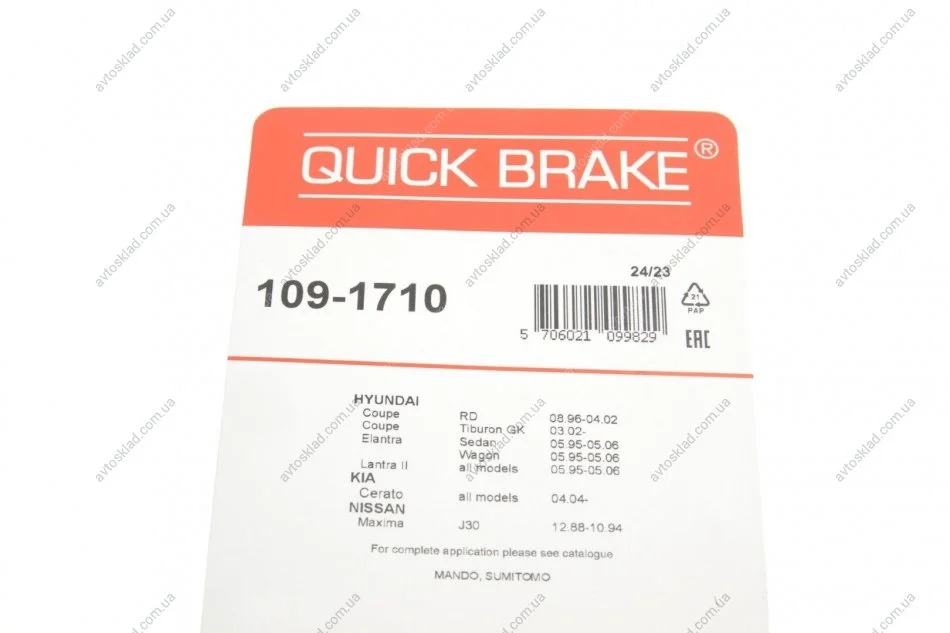 QUICK BRAKE®
109-1710
24/23
5 706021 099829
21
PAP
EAC
HYUNDAI
Coupe RD 08.96-04.02
Coupe Tiburon GK 03.02-
Elantra Sedan 05.95-05.06
Wagon 05.95-05.06
Lantra II all models 05.95-05.06
KIA
Cerato all models 04.04-
NISSAN
Maxima J30 12.88-10.94
For complete application please see catalogue
MANDO, SUMITOMO
avtosklad.com.ua